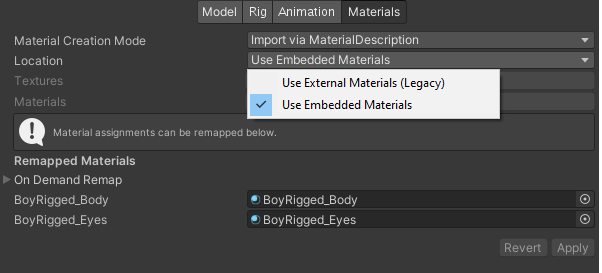 Model Rig Animation Materials
Material Creation Mode Import via MaterialDescription
Location Use Embedded Materials
Textures Use External Materials (Legacy)
Materials Use Embedded Materials
Material assignments can be remapped below.
Remapped Materials
On Demand Remap
BoyRigged_Body BoyRigged_Body
BoyRigged_Eyes BoyRigged_Eyes
Revert Apply